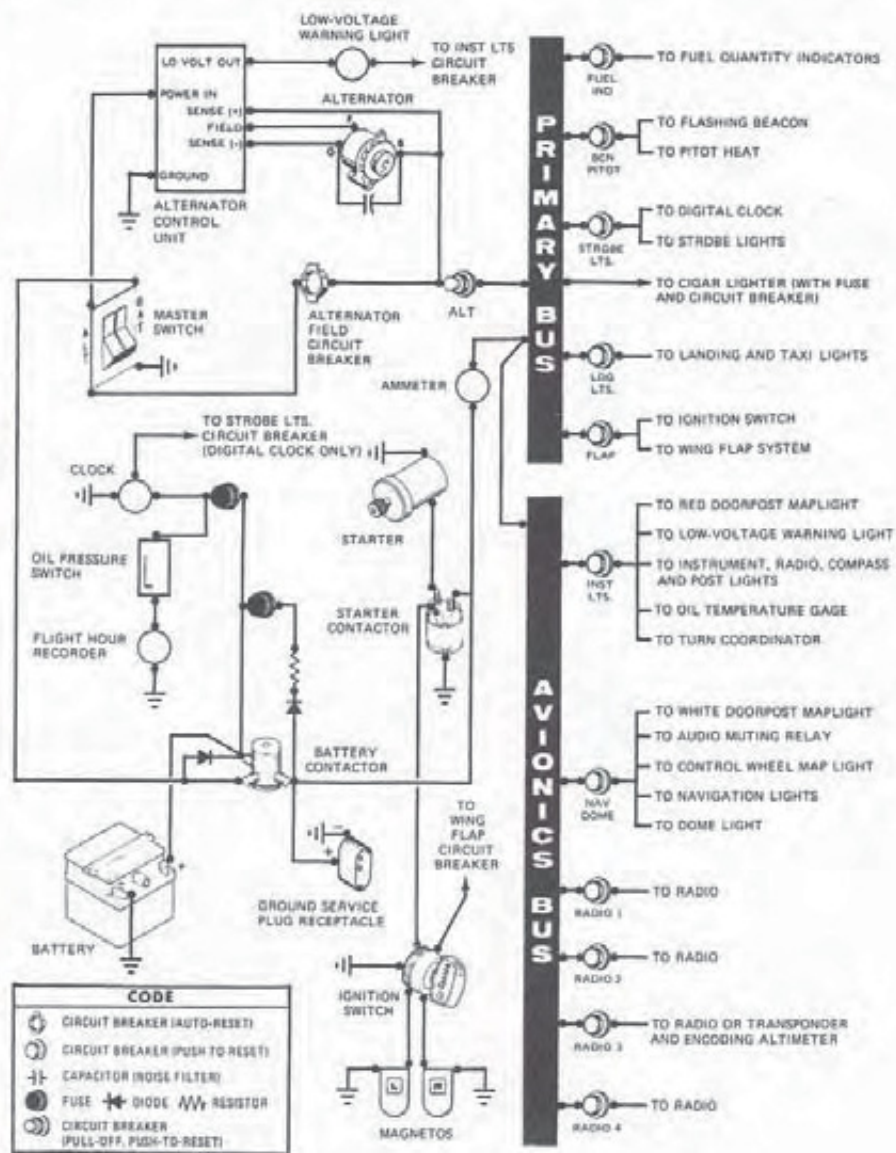 LOW-VOLTAGE
WARNING LIGHT
TO INST LTS
CIRCUIT
BREAKER
LO VOLT OUT
POWER IN
SENSE (+)
FIELD
SENSE (-)
GROUND
ALTERNATOR
F
G
B
ALTERNATOR
CONTROL
UNIT
MASTER
SWITCH
BAT
ALTERNATOR
FIELD
CIRCUIT
BREAKER
ALT
AMMETER
TO STROBE LTS.
CIRCUIT BREAKER
(DIGITAL CLOCK ONLY)
CLOCK
OIL PRESSURE
SWITCH
FLIGHT HOUR
RECORDER
STARTER
STARTER
CONTACTOR
BATTERY
CONTACTOR
TO
WING
FLAP
CIRCUIT
BREAKER
GROUND SERVICE
PLUG RECEPTACLE
+
−
+
BATTERY
IGNITION
SWITCH
L
R
MAGNETOS
PRIMARY BUS
FUEL
IND
TO FUEL QUANTITY INDICATORS
BCN
PITOT
TO FLASHING BEACON
TO PITOT HEAT
STROBE
LTS.
TO DIGITAL CLOCK
TO STROBE LIGHTS
TO CIGAR LIGHTER (WITH FUSE
AND CIRCUIT BREAKER)
LDG
LTS.
TO LANDING AND TAXI LIGHTS
FLAP
TO IGNITION SWITCH
TO WING FLAP SYSTEM
AVIONICS BUS
INST
LTS.
TO RED DOORPOST MAPLIGHT
TO LOW-VOLTAGE WARNING LIGHT
TO INSTRUMENT, RADIO, COMPASS
AND POST LIGHTS
TO OIL TEMPERATURE GAGE
TO TURN COORDINATOR
NAV
DOME
TO WHITE DOORPOST MAPLIGHT
TO AUDIO MUTING RELAY
TO CONTROL WHEEL MAP LIGHT
TO NAVIGATION LIGHTS
TO DOME LIGHT
RADIO 1
TO RADIO
RADIO 2
TO RADIO
RADIO 3
TO RADIO OR TRANSPONDER
AND ENCODING ALTIMETER
RADIO 4
TO RADIO
CODE
CIRCUIT BREAKER (AUTO-RESET)
CIRCUIT BREAKER (PUSH TO RESET)
CAPACITOR (NOISE FILTER)
FUSE DIODE RESISTOR
CIRCUIT BREAKER
(PULL-OFF, PUSH-TO-RESET)